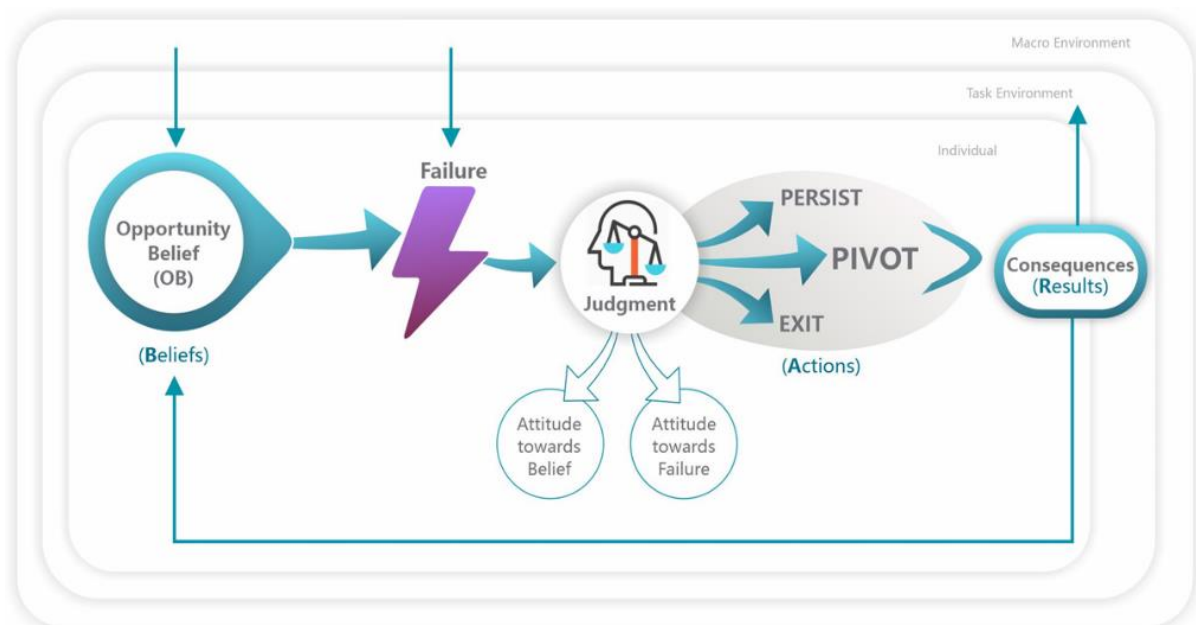 Macro Environment
Task Environment
Individual
Failure
Opportunity
Belief
(OB)
(Beliefs)
Judgment
PERSIST
PIVOT
EXIT
(Actions)
Consequences
(Results)
Attitude
towards
Belief
Attitude
towards
Failure